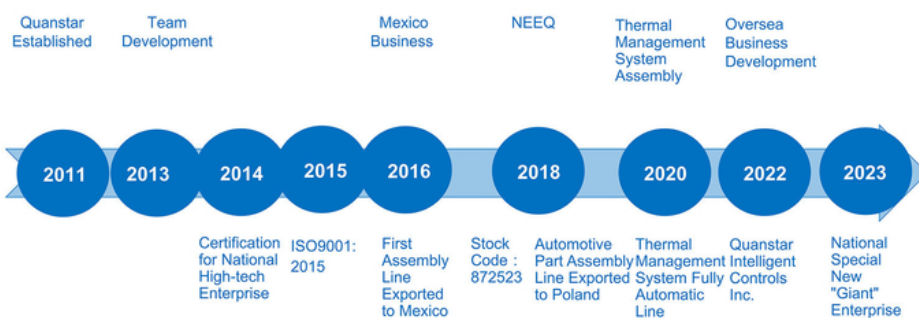 Quanstar
Established
Team
Development
Mexico
Business
NEEQ
Thermal
Management
System
Assembly
Oversea
Business
Development
2011
2013
2014
2015
2016
2018
2020
2022
2023
Certification
for National
High-tech
Enterprise
ISO9001:
2015
First
Assembly
Line
Exported
to Mexico
Stock
Code :
872523
Automotive
Part Assembly
Line Exported
to Poland
Thermal
Management
System Fully
Automatic
Line
Quanstar
Intelligent
Controls
Inc.
National
Special
New
"Giant"
Enterprise